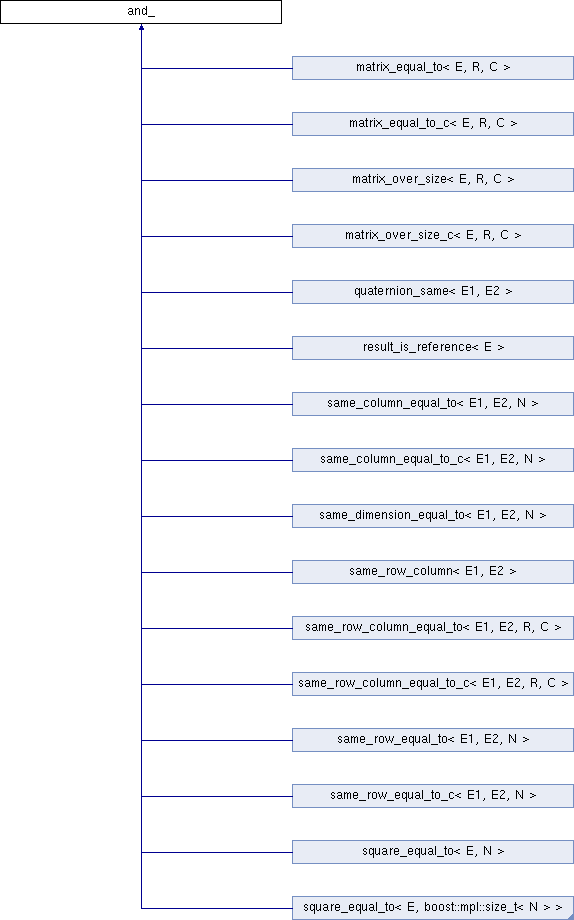 and_
matrix_equal_to< E, R, C >
matrix_equal_to_c< E, R, C >
matrix_over_size< E, R, C >
matrix_over_size_c< E, R, C >
quaternion_same< E1, E2 >
result_is_reference< E >
same_column_equal_to< E1, E2, N >
same_column_equal_to_c< E1, E2, N >
same_dimension_equal_to< E1, E2, N >
same_row_column< E1, E2 >
same_row_column_equal_to< E1, E2, R, C >
same_row_column_equal_to_c< E1, E2, R, C >
same_row_equal_to< E1, E2, N >
same_row_equal_to_c< E1, E2, N >
square_equal_to< E, N >
square_equal_to< E, boost::mpl::size_t< N > >